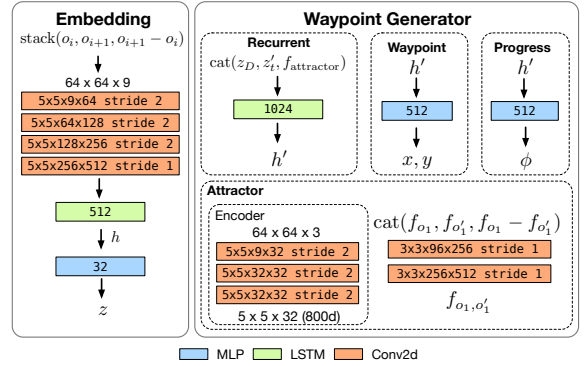 Embedding
stack(o_i, o_{i+1}, o_{i+1} − o_i)
64 x 64 x 9
5x5x9x64 stride 2
5x5x64x128 stride 2
5x5x128x256 stride 2
5x5x256x512 stride 1
512
h
32
z
Waypoint Generator
Recurrent
cat(z_D, z'_t, f_attractor)
1024
h'
Waypoint
h'
512
x, y
Progress
h'
512
ϕ
Attractor
Encoder
64 x 64 x 3
5x5x9x32 stride 2
5x5x32x32 stride 2
5x5x32x32 stride 2
5 x 5 x 32 (800d)
cat(f_{o_1}, f_{o'_1}, f_{o_1} − f_{o'_1})
3x3x96x256 stride 1
3x3x256x512 stride 1
f_{o_1,o'_1}
MLP
LSTM
Conv2d